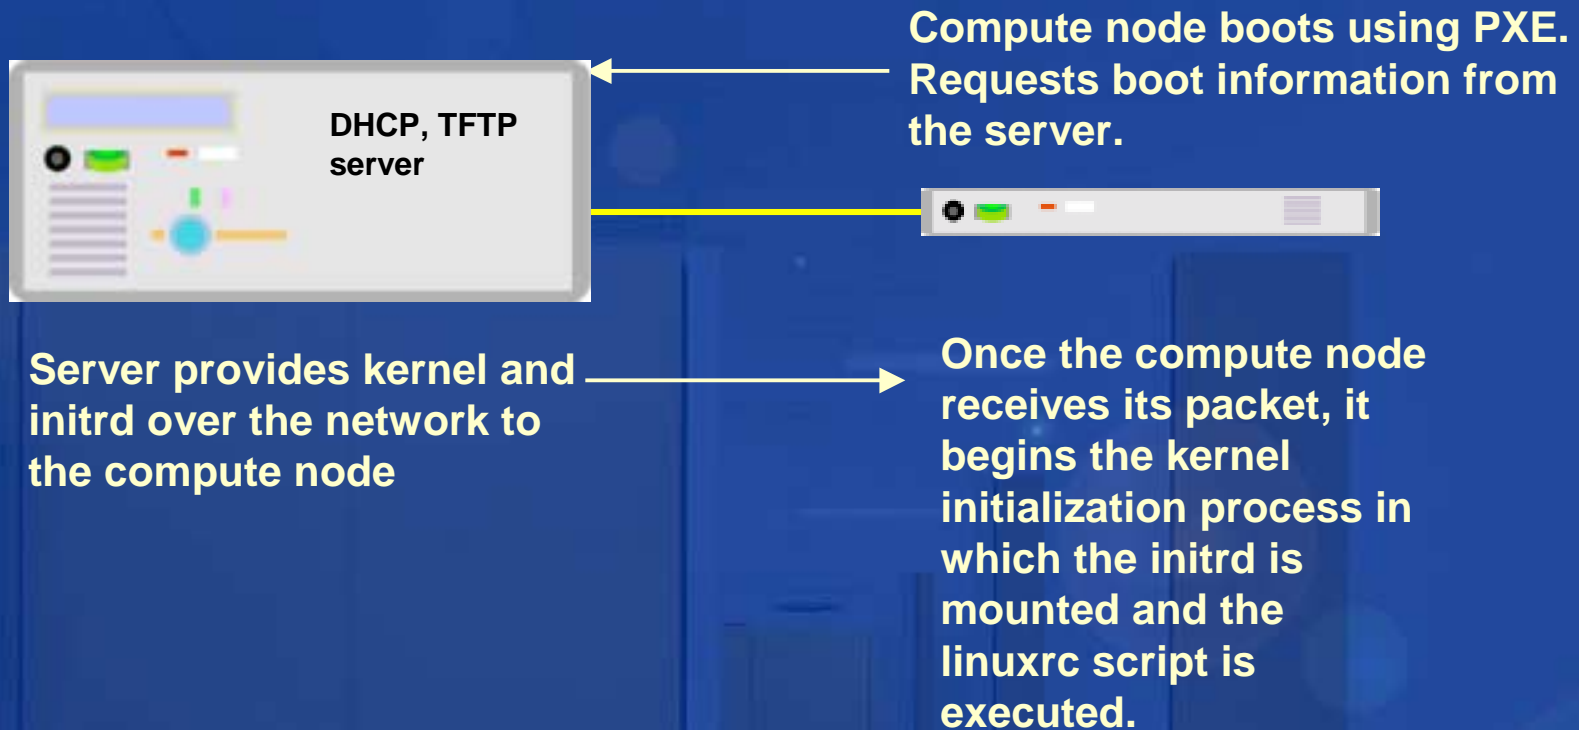 Compute node boots using PXE.
Requests boot information from
the server.
DHCP, TFTP
server
Server provides kernel and
initrd over the network to
the compute node
Once the compute node
receives its packet, it
begins the kernel
initialization process in
which the initrd is
mounted and the
linuxrc script is
executed.